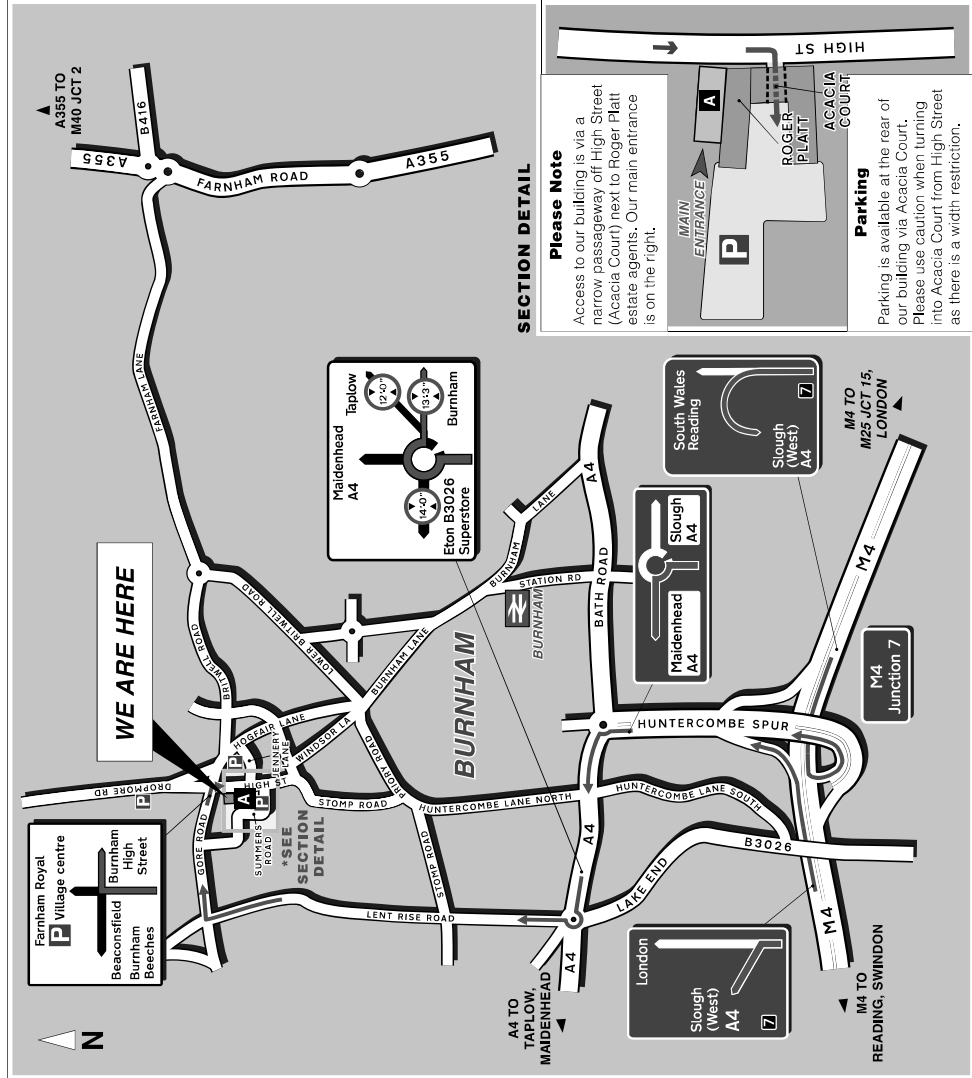 N
A355 TO
M40 JCT 2
A355
B416
FARNHAM ROAD
A355
FARNHAM LANE
WE ARE HERE
BRITWELL ROAD
LOWER BRITWELL ROAD
DROPMORE RD
P
HOGFAIR LANE
P
JENNERY
LANE
WINDSOR LA
HIGH ST
A
P
GORE ROAD
SUMMERS
ROAD
*SEE
SECTION
DETAIL
STOMP ROAD
PRIORY ROAD
BURNHAM LANE
BURNHAM
LANE
STATION RD
BURNHAM
BURNHAM
STOMP ROAD
HUNTERCOMBE LANE NORTH
HUNTERCOMBE LANE SOUTH
LENT RISE ROAD
LAKE END
B3026
BATH ROAD
A4
A4
A4
HUNTERCOMBE SPUR
M4
M4
M4
Junction 7
A4 TO
TAPLOW,
MAIDENHEAD
M4 TO
READING, SWINDON
M4 TO
M25 JCT 15,
LONDON
Farnham Royal
P Village centre
Beaconsfield
Burnham
Beeches
Burnham
High
Street
Maidenhead
A4
Taplow
12'-0"
13'-3"
Burnham
14'-0"
Eton B3026
Superstore
Maidenhead
A4
Slough
A4
South Wales
Reading
Slough
(West)
A4
7
London
Slough
(West)
A4
7
SECTION DETAIL
Please Note
Access to our building is via a
narrow passageway off High Street
(Acacia Court) next to Roger Platt
estate agents. Our main entrance
is on the right.
HIGH ST
A
MAIN
ENTRANCE
P
ROGER
PLATT
ACACIA
COURT
Parking
Parking is available at the rear of
our building via Acacia Court.
Please use caution when turning
into Acacia Court from High Street
as there is a width restriction.